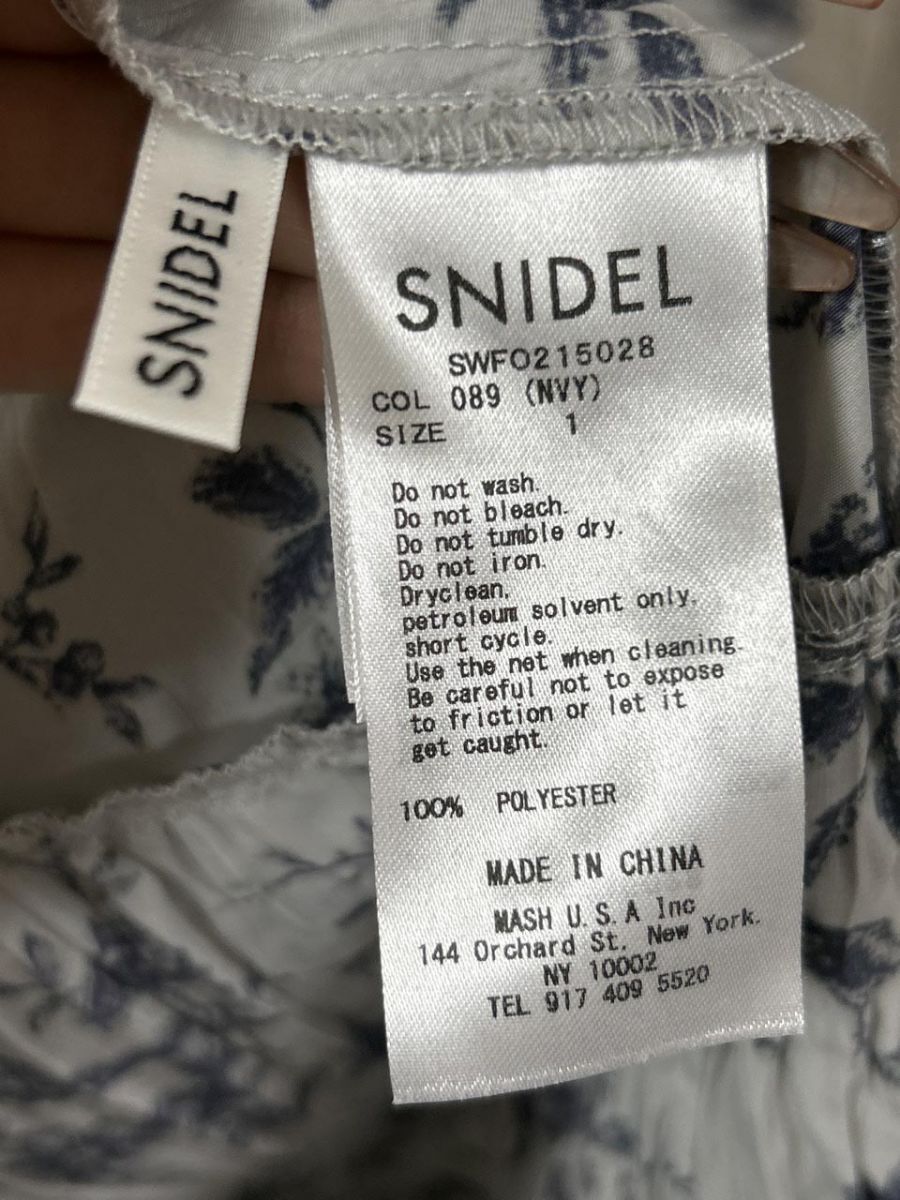 SNIDEL
SNIDEL
SWFO215028
COL 089 (NVY)
SIZE 1
Do not wash.
Do not bleach.
Do not tumble dry.
Do not iron.
Dryclean.
petroleum solvent only.
short cycle.
Use the net when cleaning.
Be careful not to expose
to friction or let it
get caught.
100% POLYESTER
MADE IN CHINA
MASH U.S.A Inc
144 Orchard St. New York.
NY 10002
TEL 917 409 5520